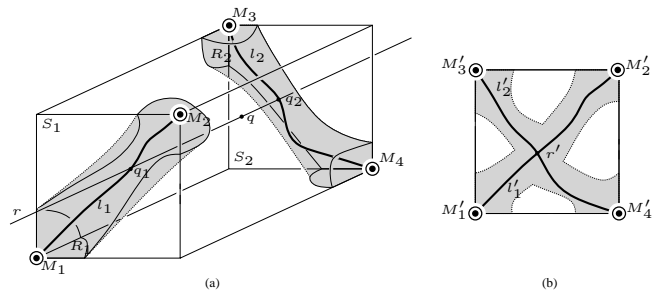 M3
R2
l2
M3′
M2′
l2′
S1
M2
q2
q
S2
M4
q1
r′
l1
r
l1′
R1
M1
M1′
M4′
(a)
(b)